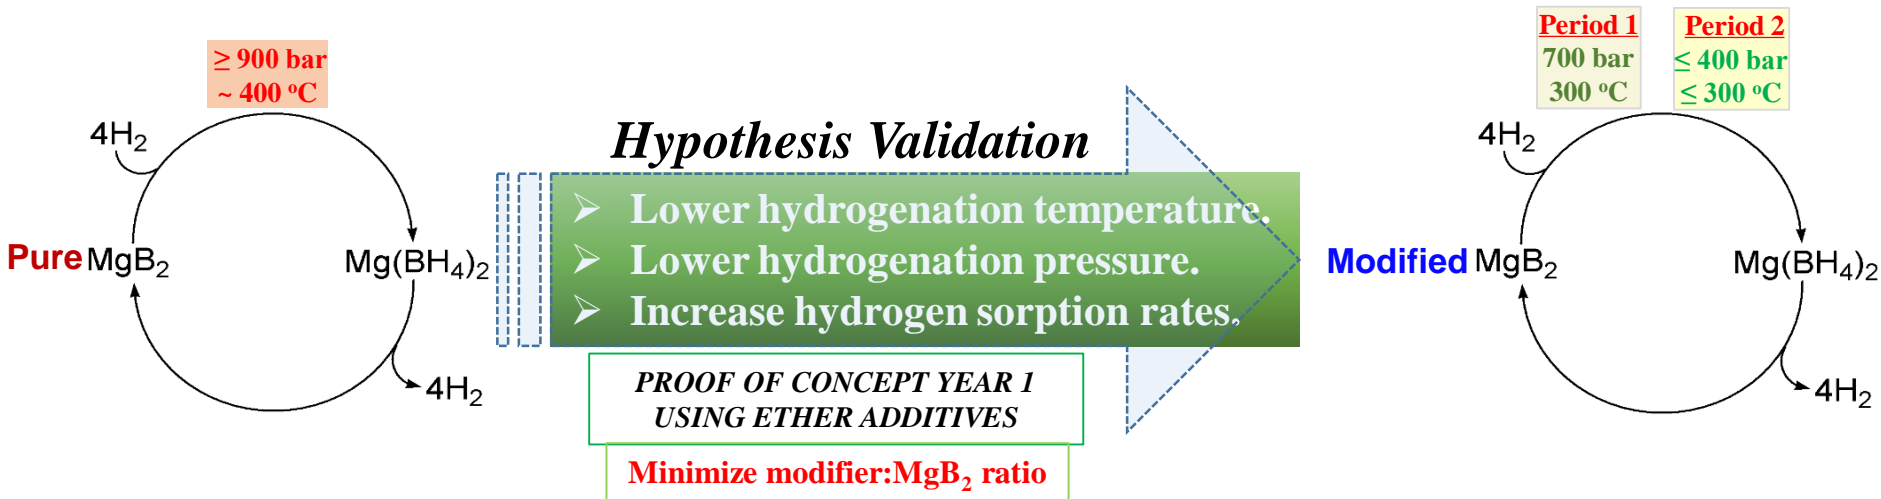 ≥ 900 bar
~ 400 °C
4H₂
Pure MgB₂
Mg(BH₄)₂
4H₂
Hypothesis Validation
➢ Lower hydrogenation temperature.
➢ Lower hydrogenation pressure.
➢ Increase hydrogen sorption rates.
PROOF OF CONCEPT YEAR 1
USING ETHER ADDITIVES
Minimize modifier:MgB₂ ratio
Period 1
700 bar
300 °C
Period 2
≤ 400 bar
≤ 300 °C
4H₂
Modified MgB₂
Mg(BH₄)₂
4H₂